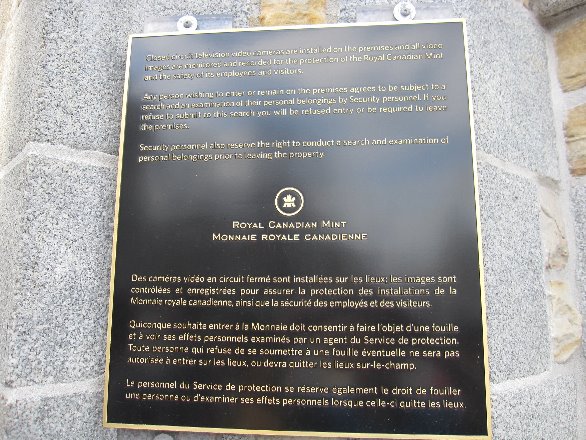 Closed circuit television video cameras are installed on the premises and all video
images are monitored and recorded for the protection of the Royal Canadian Mint
and the safety of its employees and visitors.
Any person wishing to enter or remain on the premises agrees to be subject to a
search and an examination of their personal belongings by Security personnel. If you
refuse to submit to this search you will be refused entry or be required to leave
the premises.
Security personnel also reserve the right to conduct a search and examination of
personal belongings prior to leaving the property.
ROYAL CANADIAN MINT
MONNAIE ROYALE CANADIENNE
Des caméras vidéo en circuit fermé sont installées sur les lieux; les images sont
contrôlées et enregistrées pour assurer la protection des installations de la
Monnaie royale canadienne, ainsi que la sécurité des employés et des visiteurs.
Quiconque souhaite entrer à la Monnaie doit consentir à faire l'objet d'une fouille
et à voir ses effets personnels examinés par un agent du Service de protection.
Toute personne qui refuse de se soumettre à une fouille éventuelle ne sera pas
autorisée à entrer sur les lieux, ou devra quitter les lieux sur-le-champ.
Le personnel du Service de protection se réserve également le droit de fouiller
une personne ou d'examiner ses effets personnels lorsque celle-ci quitte les lieux.